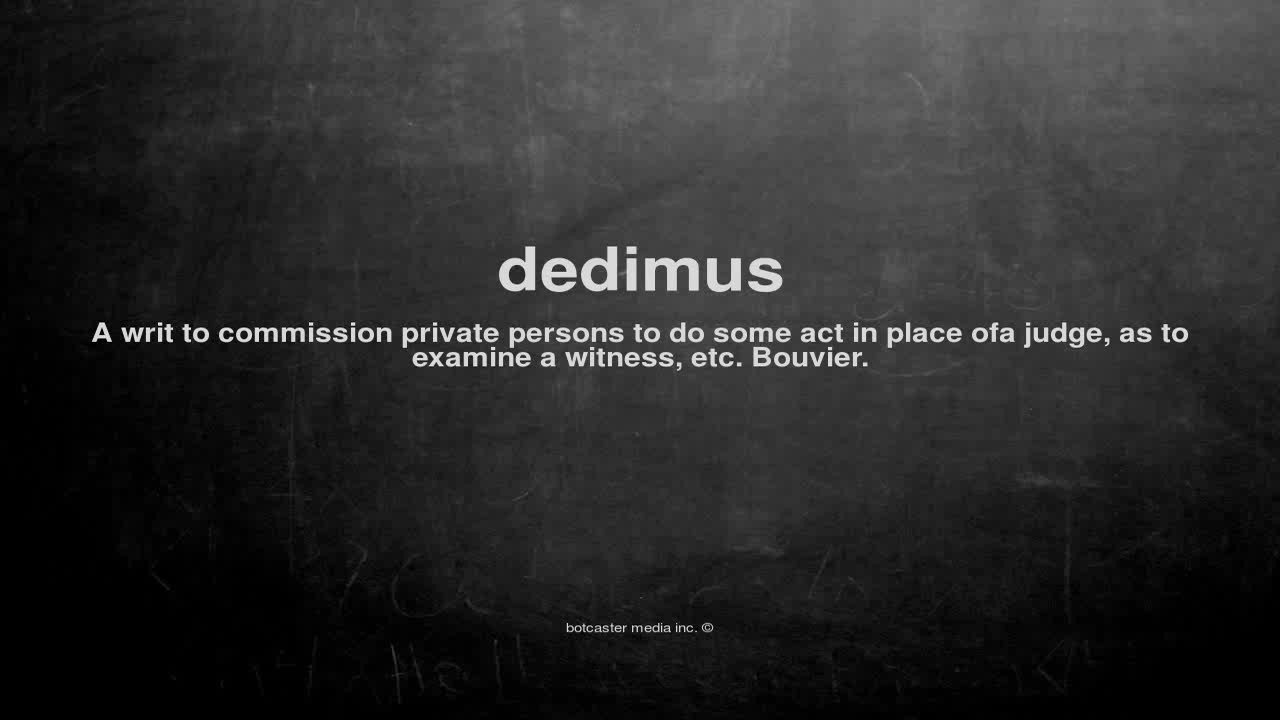 dedimus
A writ to commission private persons to do some act in place ofa judge, as to
examine a witness, etc. Bouvier.
botcaster media inc. ©